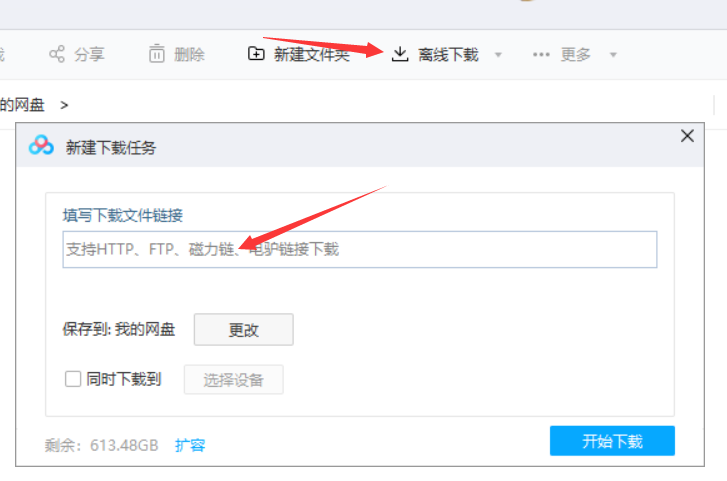 分享 删除 新建文件夹 离线下载 ··· 更多
的网盘 >
新建下载任务
填写下载文件链接
支持HTTP、FTP、磁力链、电驴链接下载
保存到: 我的网盘 更改
同时下载到 选择设备
剩余: 613.48GB 扩容 开始下载